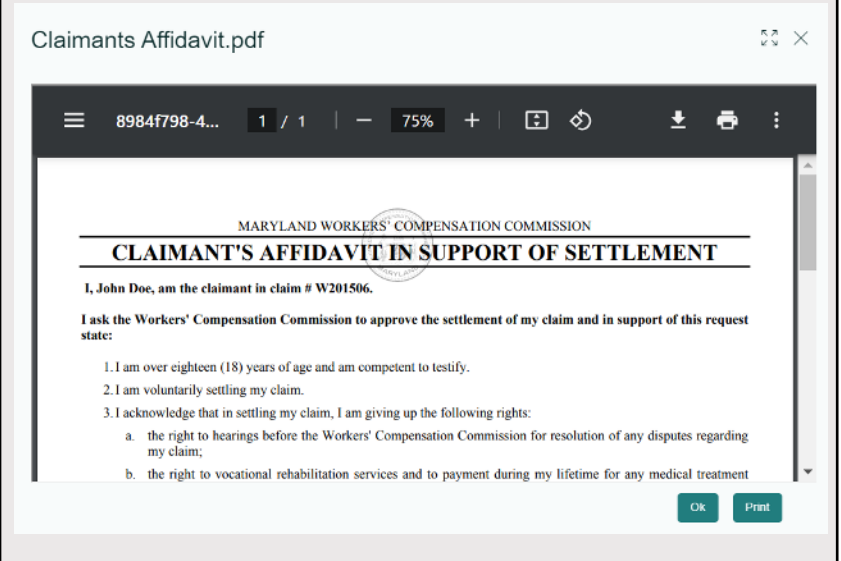 Claimants Affidavit.pdf
8984f798-4... 1 / 1 75%
MARYLAND WORKERS' COMPENSATION COMMISSION
CLAIMANT'S AFFIDAVIT IN SUPPORT OF SETTLEMENT
I, John Doe, am the claimant in claim # W201506.
I ask the Workers' Compensation Commission to approve the settlement of my claim and in support of this request
state:
1. I am over eighteen (18) years of age and am competent to testify.
2. I am voluntarily settling my claim.
3. I acknowledge that in settling my claim, I am giving up the following rights:
a. the right to hearings before the Workers' Compensation Commission for resolution of any disputes regarding
my claim;
b. the right to vocational rehabilitation services and to payment during my lifetime for any medical treatment
Ok Print